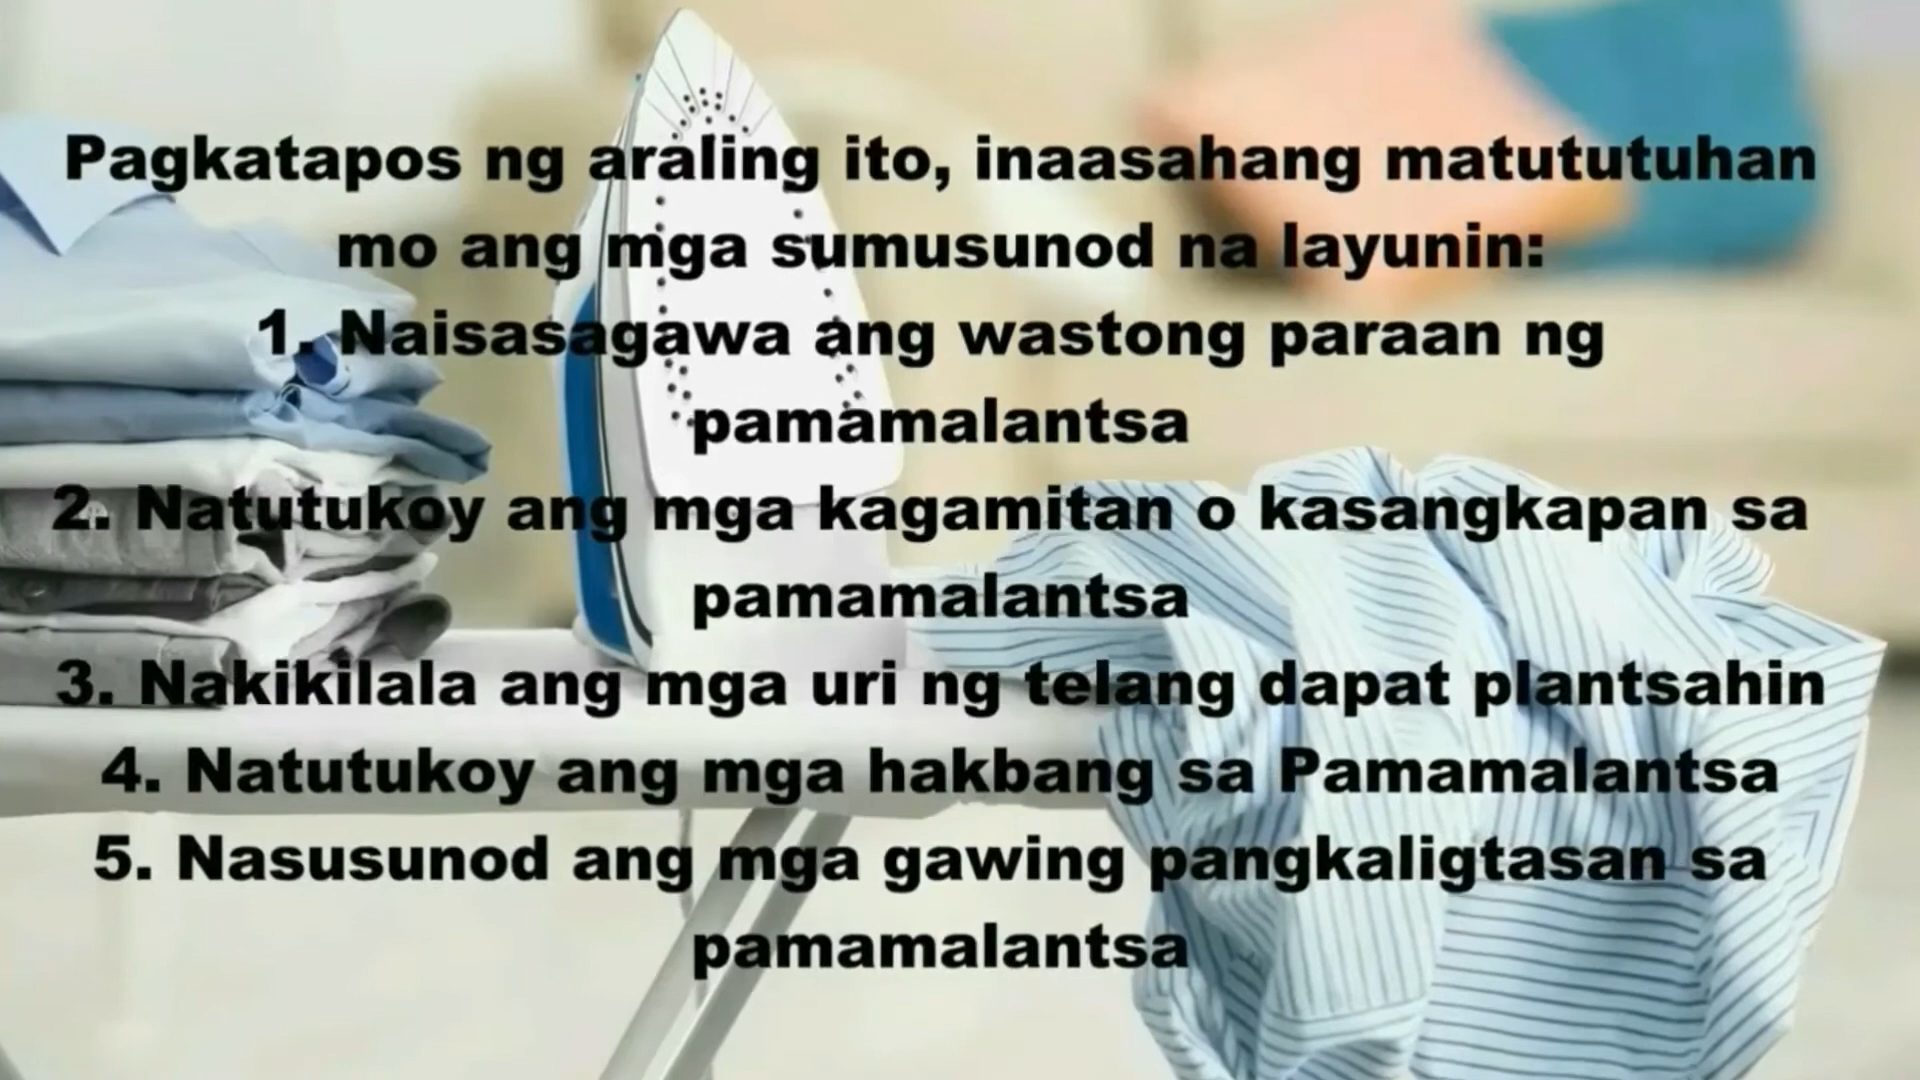 Pagkatapos ng araling ito, inaasahang matututuhan
mo ang mga sumusunod na layunin:
1. Naisasagawa ang wastong paraan ng
pamamalantsa
2. Natutukoy ang mga kagamitan o kasangkapan sa
pamamalantsa
3. Nakikilala ang mga uri ng telang dapat plantsahin
4. Natutukoy ang mga hakbang sa Pamamalantsa
5. Nasusunod ang mga gawing pangkaligtasan sa
pamamalantsa